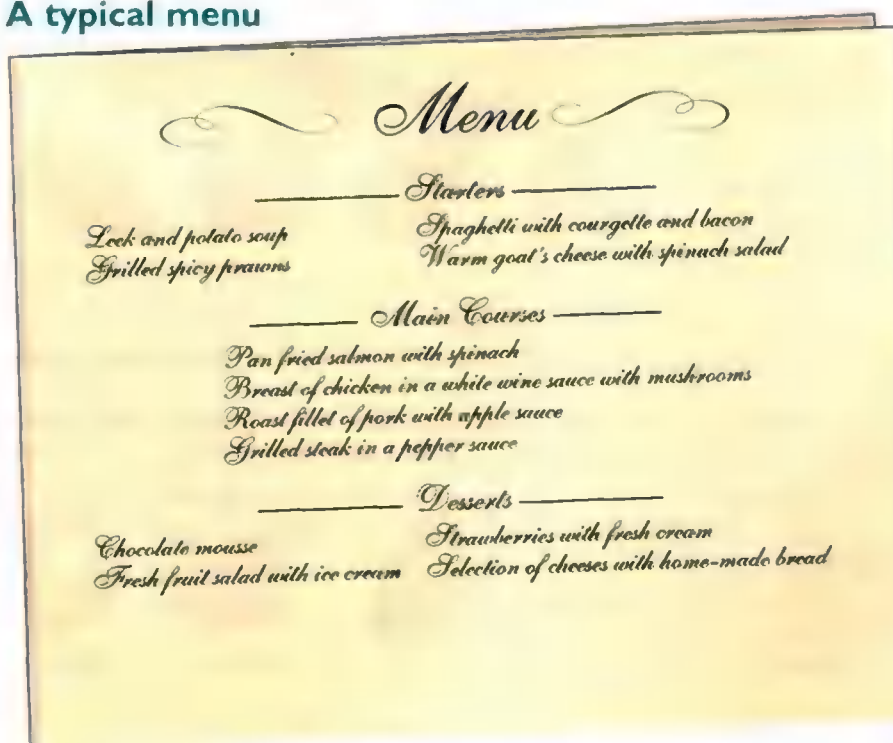 A typical menu
Menu
Starters
Leek and potato soup
Grilled spicy prawns
Spaghetti with courgette and bacon
Warm goat's cheese with spinach salad
Main Courses
Pan fried salmon with spinach
Breast of chicken in a white wine sauce with mushrooms
Roast fillet of pork with apple sauce
Grilled steak in a pepper sauce
Desserts
Chocolate mousse
Fresh fruit salad with ice cream
Strawberries with fresh cream
Selection of cheeses with home-made bread